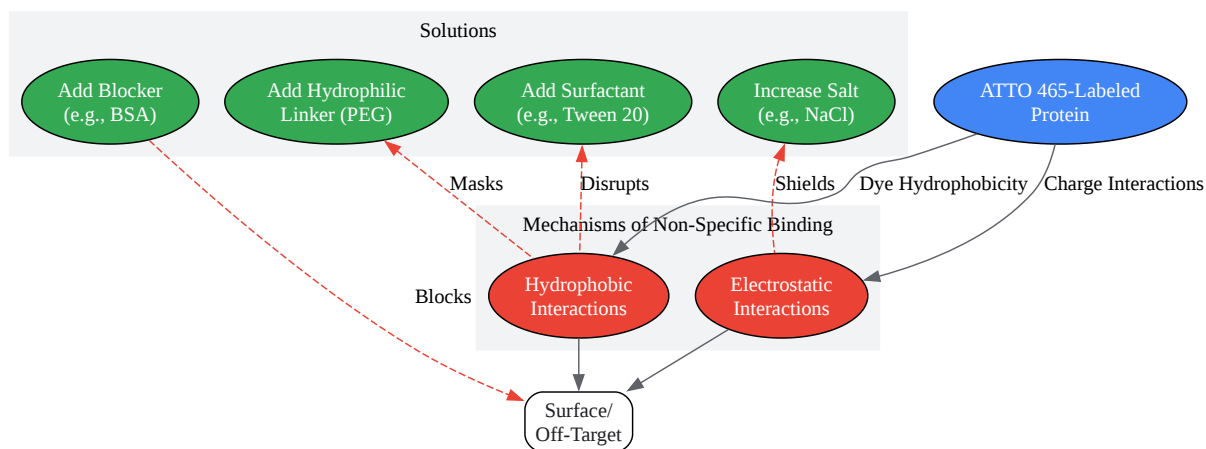 Solutions
Add Blocker
(e.g., BSA)
Add Hydrophilic
Linker (PEG)
Add Surfactant
(e.g., Tween 20)
Increase Salt
(e.g., NaCl)
ATTO 465-Labeled
Protein
Masks
Disrupts
Shields
Dye Hydrophobicity
Charge Interactions
Mechanisms of Non-Specific Binding
Blocks
Hydrophobic
Interactions
Electrostatic
Interactions
Surface/
Off-Target